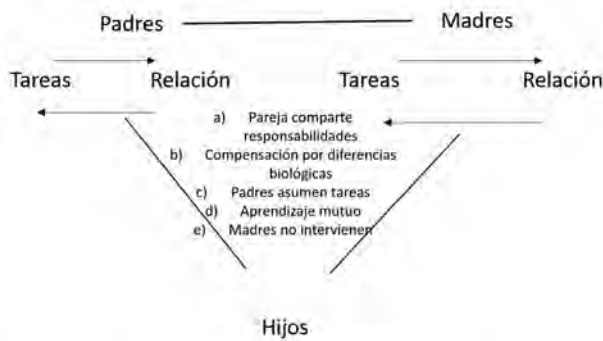 Padres Madres
Tareas Relación Tareas Relación
a) Pareja comparte
responsabilidades
b) Compensación por diferencias
biológicas
c) Padres asumen tareas
d) Aprendizaje mutuo
e) Madres no intervienen
Hijos